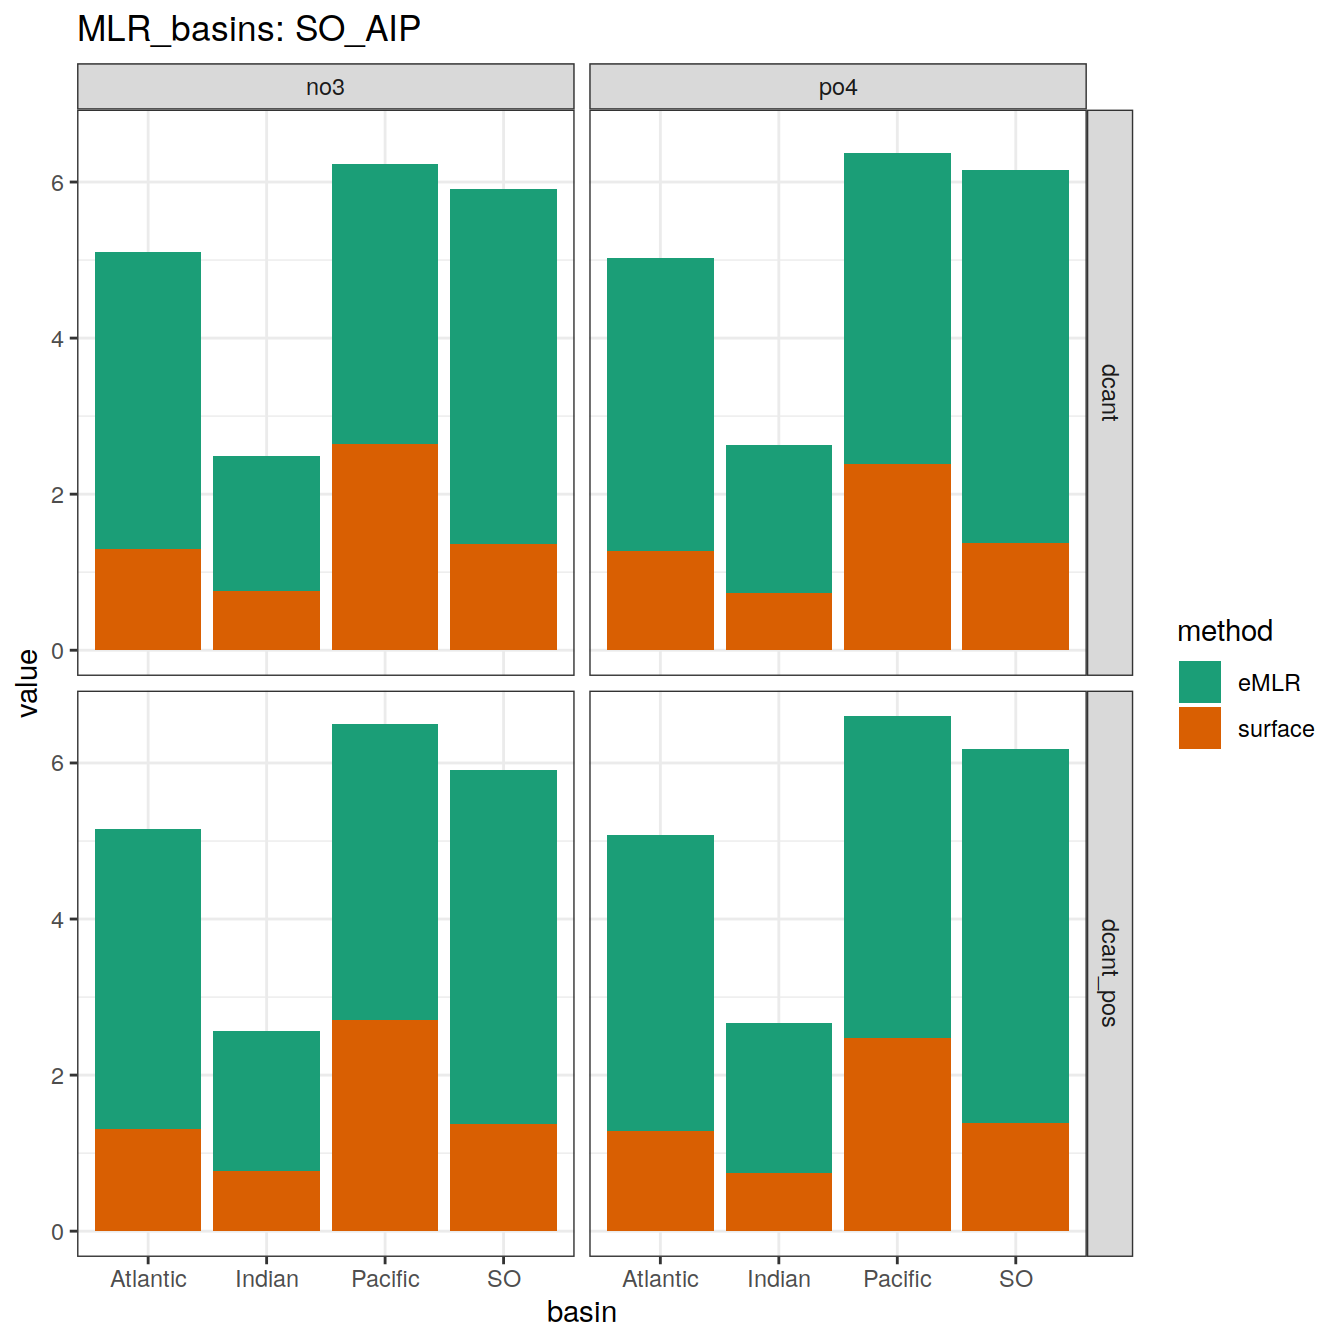 MLR_basins: SO_AIP
no3
po4
6
4
2
0
dcant
6
4
2
0
dcant_pos
value
Atlantic Indian Pacific SO
Atlantic Indian Pacific SO
basin
method
eMLR
surface